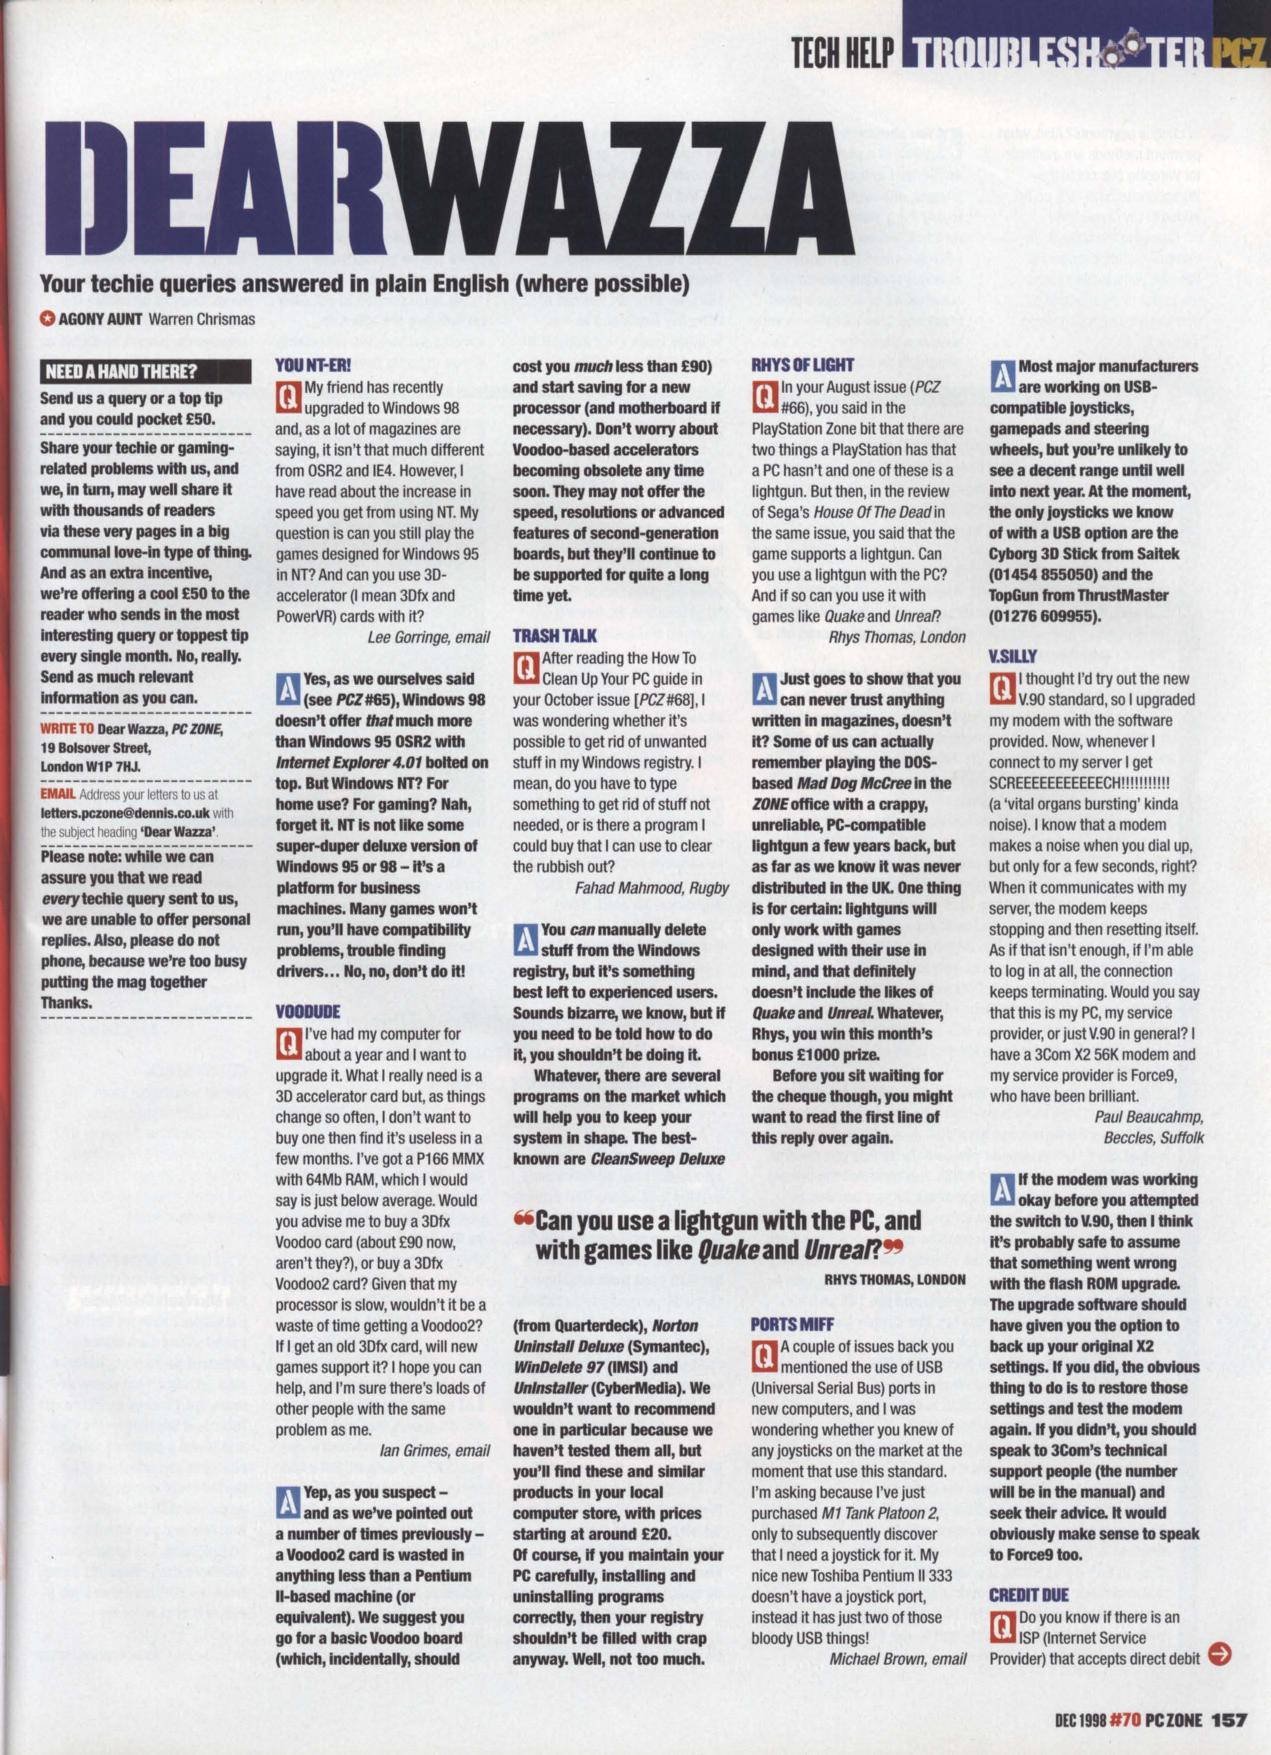 TECH HELP TROUBLESHOOTER PCZ
DEAR WAZZA
Your techie queries answered in plain English (where possible)
AGONY AUNT Warren Chrismas
NEED A HAND THERE?
Send us a query or a top tip
and you could pocket £50.
Share your techie or gaming-
related problems with us, and
we, in turn, may well share it
with thousands of readers
via these very pages in a big
communal love-in type of thing.
And as an extra incentive,
we're offering a cool £50 to the
reader who sends in the most
interesting query or toppest tip
every single month. No, really.
Send as much relevant
information as you can.
WRITE TO Dear Wazza, PC ZONE,
19 Bolsover Street,
London W1P 7HJ.
EMAIL Address your letters to us at
letters.pczone@dennis.co.uk with
the subject heading 'Dear Wazza'.
Please note: while we can
assure you that we read
every techie query sent to us,
we are unable to offer personal
replies. Also, please do not
phone, because we're too busy
putting the mag together
Thanks.
YOU NT-ER!
Q My friend has recently
upgraded to Windows 98
and, as a lot of magazines are
saying, it isn't that much different
from OSR2 and IE4. However, I
have read about the increase in
speed you get from using NT. My
question is can you still play the
games designed for Windows 95
in NT? And can you use 3D-
accelerator (I mean 3Dfx and
PowerVR) cards with it?
Lee Gorringe, email
A Yes, as we ourselves said
(see PCZ #65), Windows 98
doesn't offer that much more
than Windows 95 OSR2 with
Internet Explorer 4.01 bolted on
top. But Windows NT? For
home use? For gaming? Nah,
forget it. NT is not like some
super-duper deluxe version of
Windows 95 or 98 – it's a
platform for business
machines. Many games won't
run, you'll have compatibility
problems, trouble finding
drivers... No, no, don't do it!
VOODUDE
Q I've had my computer for
about a year and I want to
upgrade it. What I really need is a
3D accelerator card but, as things
change so often, I don't want to
buy one then find it's useless in a
few months. I've got a P166 MMX
with 64Mb RAM, which I would
say is just below average. Would
you advise me to buy a 3Dfx
Voodoo card (about £90 now,
aren't they?), or buy a 3Dfx
Voodoo2 card? Given that my
processor is slow, wouldn't it be a
waste of time getting a Voodoo2?
If I get an old 3Dfx card, will new
games support it? I hope you can
help, and I'm sure there's loads of
other people with the same
problem as me.
Ian Grimes, email
A Yep, as you suspect –
and as we've pointed out
a number of times previously –
a Voodoo2 card is wasted in
anything less than a Pentium
II-based machine (or
equivalent). We suggest you
go for a basic Voodoo board
(which, incidentally, should
cost you much less than £90)
and start saving for a new
processor (and motherboard if
necessary). Don't worry about
Voodoo-based accelerators
becoming obsolete any time
soon. They may not offer the
speed, resolutions or advanced
features of second-generation
boards, but they'll continue to
be supported for quite a long
time yet.
TRASH TALK
Q After reading the How To
Clean Up Your PC guide in
your October issue [PCZ #68], I
was wondering whether it's
possible to get rid of unwanted
stuff in my Windows registry. I
mean, do you have to type
something to get rid of stuff not
needed, or is there a program I
could buy that I can use to clear
the rubbish out?
Fahad Mahmood, Rugby
A You can manually delete
stuff from the Windows
registry, but it's something
best left to experienced users.
Sounds bizarre, we know, but if
you need to be told how to do
it, you shouldn't be doing it.
Whatever, there are several
programs on the market which
will help you to keep your
system in shape. The best-
known are CleanSweep Deluxe
(from Quarterdeck), Norton
Uninstall Deluxe (Symantec),
WinDelete 97 (IMSI) and
UnInstaller (CyberMedia). We
wouldn't want to recommend
one in particular because we
haven't tested them all, but
you'll find these and similar
products in your local
computer store, with prices
starting at around £20.
Of course, if you maintain your
PC carefully, installing and
uninstalling programs
correctly, then your registry
shouldn't be filled with crap
anyway. Well, not too much.
RHYS OF LIGHT
Q In your August issue (PCZ
#66), you said in the
PlayStation Zone bit that there are
two things a PlayStation has that
a PC hasn't and one of these is a
lightgun. But then, in the review
of Sega's House Of The Dead in
the same issue, you said that the
game supports a lightgun. Can
you use a lightgun with the PC?
And if so can you use it with
games like Quake and Unreal?
Rhys Thomas, London
A Just goes to show that you
can never trust anything
written in magazines, doesn't
it? Some of us can actually
remember playing the DOS-
based Mad Dog McCree in the
ZONE office with a crappy,
unreliable, PC-compatible
lightgun a few years back, but
as far as we know it was never
distributed in the UK. One thing
is for certain: lightguns will
only work with games
designed with their use in
mind, and that definitely
doesn't include the likes of
Quake and Unreal. Whatever,
Rhys, you win this month's
bonus £1000 prize.
Before you sit waiting for
the cheque though, you might
want to read the first line of
this reply over again.
“Can you use a lightgun with the PC, and
with games like Quake and Unreal?”
RHYS THOMAS, LONDON
PORTS MIFF
Q A couple of issues back you
mentioned the use of USB
(Universal Serial Bus) ports in
new computers, and I was
wondering whether you knew of
any joysticks on the market at the
moment that use this standard.
I'm asking because I've just
purchased M1 Tank Platoon 2,
only to subsequently discover
that I need a joystick for it. My
nice new Toshiba Pentium II 333
doesn't have a joystick port,
instead it has just two of those
bloody USB things!
Michael Brown, email
A Most major manufacturers
are working on USB-
compatible joysticks,
gamepads and steering
wheels, but you're unlikely to
see a decent range until well
into next year. At the moment,
the only joysticks we know
of with a USB option are the
Cyborg 3D Stick from Saitek
(01454 855050) and the
TopGun from ThrustMaster
(01276 609955).
V.SILLY
Q I thought I'd try out the new
V.90 standard, so I upgraded
my modem with the software
provided. Now, whenever I
connect to my server I get
SCREEEEEEEEEEECH!!!!!!!!!!!
(a 'vital organs bursting' kinda
noise). I know that a modem
makes a noise when you dial up,
but only for a few seconds, right?
When it communicates with my
server, the modem keeps
stopping and then resetting itself.
As if that isn't enough, if I'm able
to log in at all, the connection
keeps terminating. Would you say
that this is my PC, my service
provider, or just V.90 in general? I
have a 3Com X2 56K modem and
my service provider is Force9,
who have been brilliant.
Paul Beaucahmp,
Beccles, Suffolk
A If the modem was working
okay before you attempted
the switch to V.90, then I think
it's probably safe to assume
that something went wrong
with the flash ROM upgrade.
The upgrade software should
have given you the option to
back up your original X2
settings. If you did, the obvious
thing to do is to restore those
settings and test the modem
again. If you didn't, you should
speak to 3Com's technical
support people (the number
will be in the manual) and
seek their advice. It would
obviously make sense to speak
to Force9 too.
CREDIT DUE
Q Do you know if there is an
ISP (Internet Service
Provider) that accepts direct debit
DEC 1998 #70 PC ZONE 157